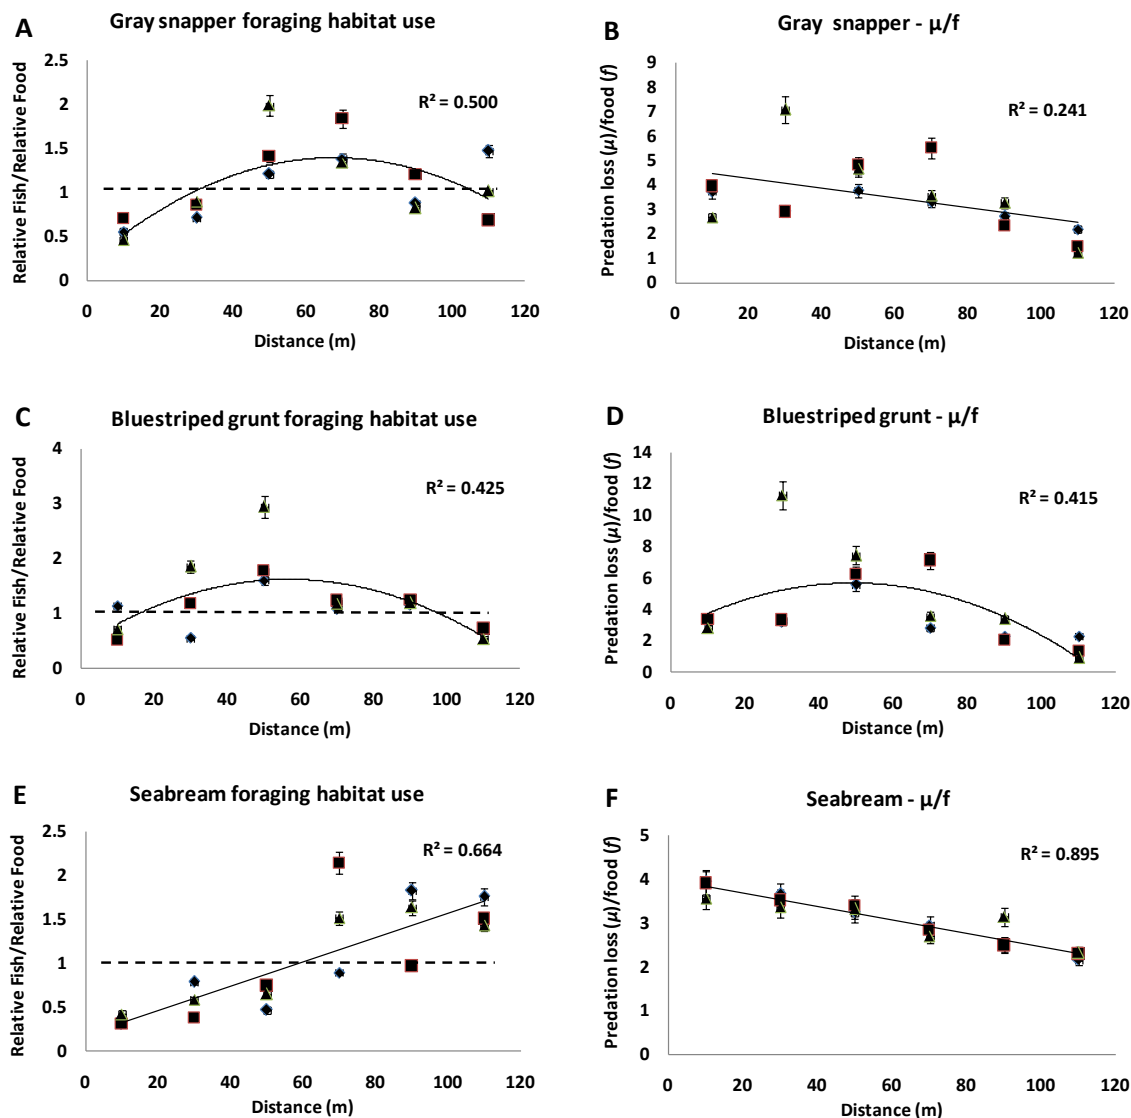 A
Gray snapper foraging habitat use
Relative Fish/Relative Food
2.5
2
1.5
1
0.5
0
R² = 0.500
0 20 40 60 80 100 120
Distance (m)
B
Gray snapper - µ/f
Predation loss (µ)/food (f)
9
8
7
6
5
4
3
2
1
0
R² = 0.241
0 20 40 60 80 100 120
Distance (m)
C
Bluestriped grunt foraging habitat use
Relative Fish/Relative Food
4
3
2
1
0
R² = 0.425
0 20 40 60 80 100 120
Distance (m)
D
Bluestriped grunt - µ/f
Predation loss (µ)/food (f)
14
12
10
8
6
4
2
0
R² = 0.415
0 20 40 60 80 100 120
Distance (m)
E
Seabream foraging habitat use
Relative Fish/Relative Food
2.5
2
1.5
1
0.5
0
R² = 0.664
0 20 40 60 80 100 120
Distance (m)
F
Seabream - µ/f
Predation loss (µ)/food (f)
5
4
3
2
1
0
R² = 0.895
0 20 40 60 80 100 120
Distance (m)